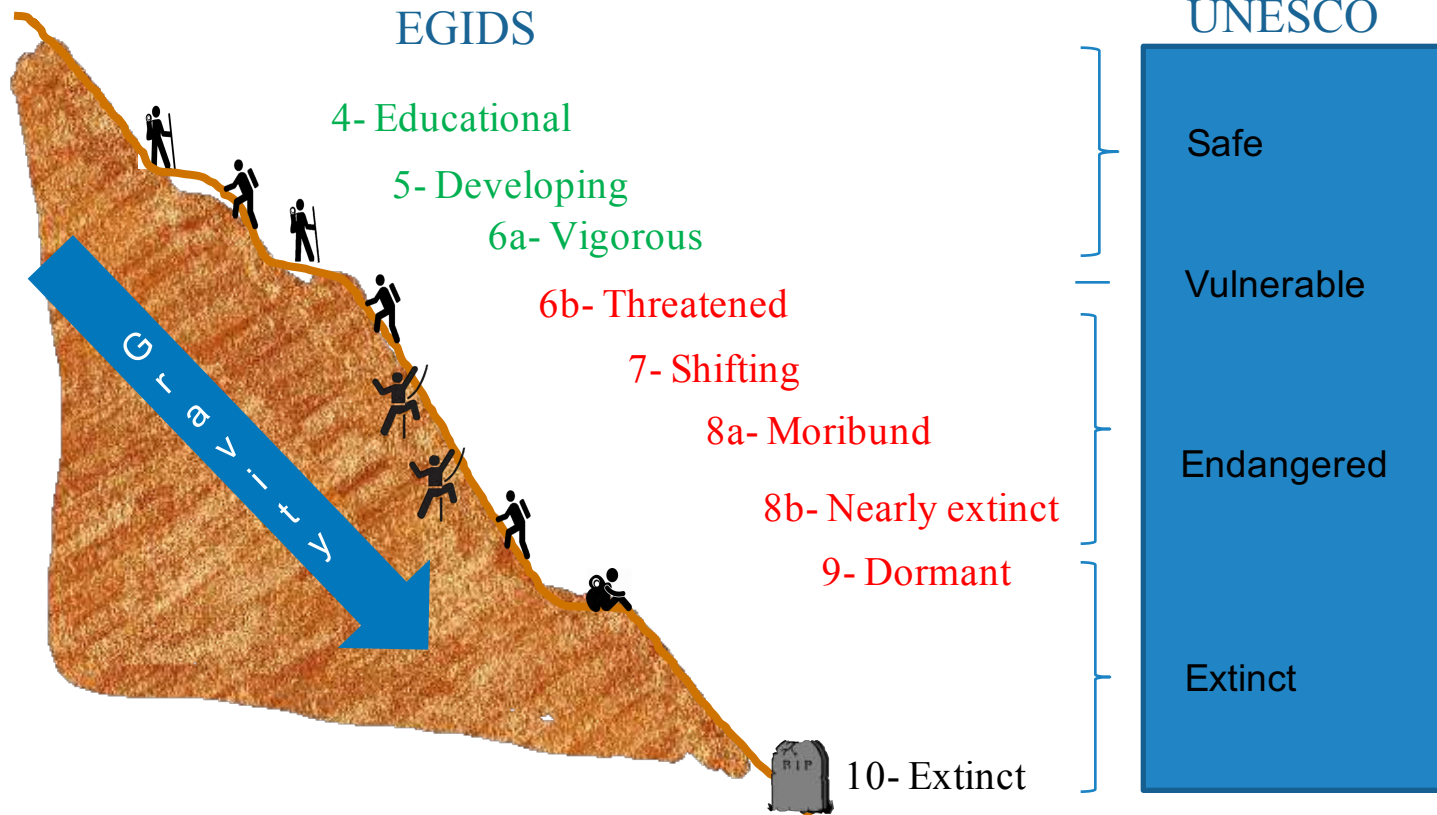 EGIDS
UNESCO
4- Educational
5- Developing
6a- Vigorous
6b- Threatened
7- Shifting
8a- Moribund
8b- Nearly extinct
9- Dormant
10- Extinct
Gravity
RIP
Safe
Vulnerable
Endangered
Extinct